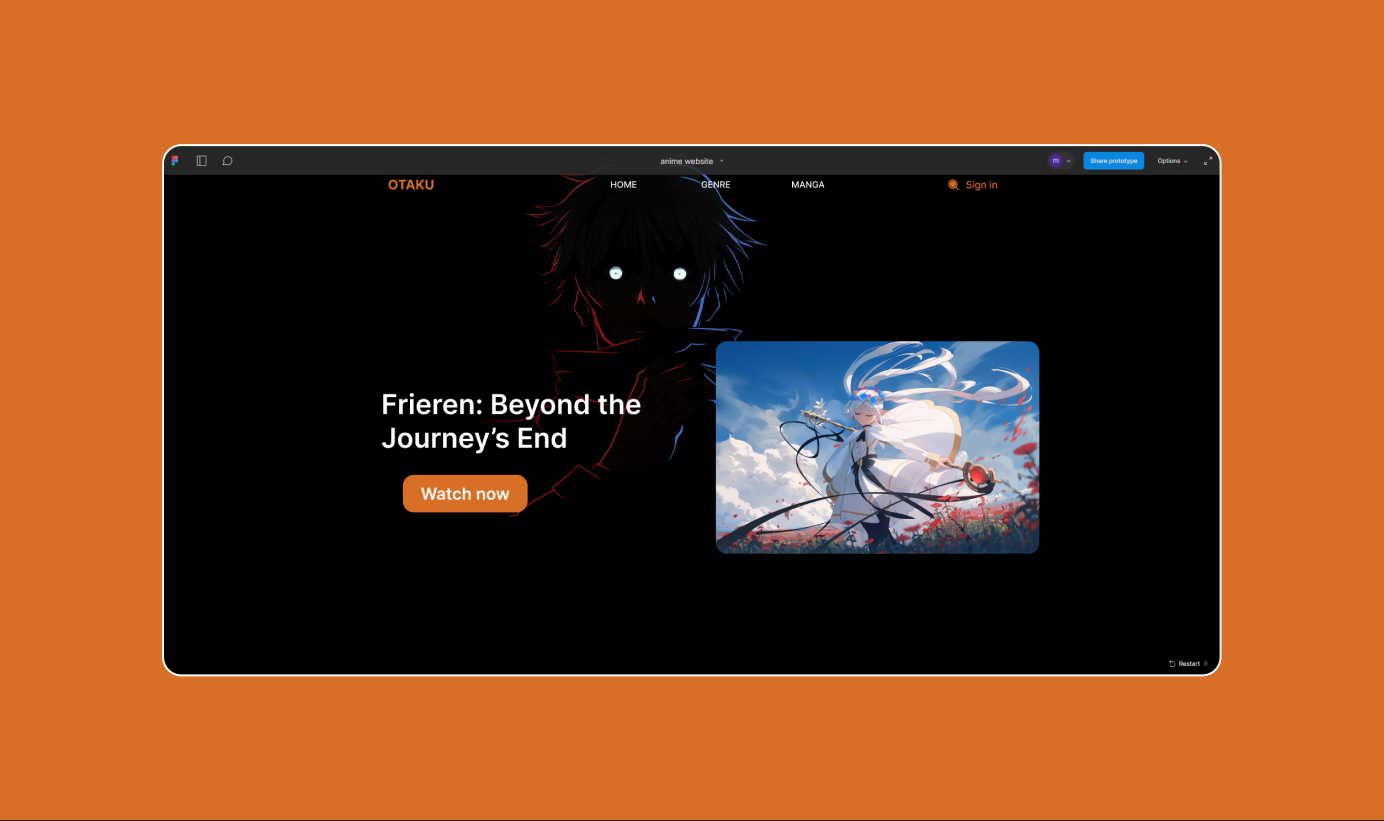 anime website
m
Share prototype
Options
OTAKU
HOME
GENRE
MANGA
Sign in
Frieren: Beyond the
Journey’s End
Watch now
Restart